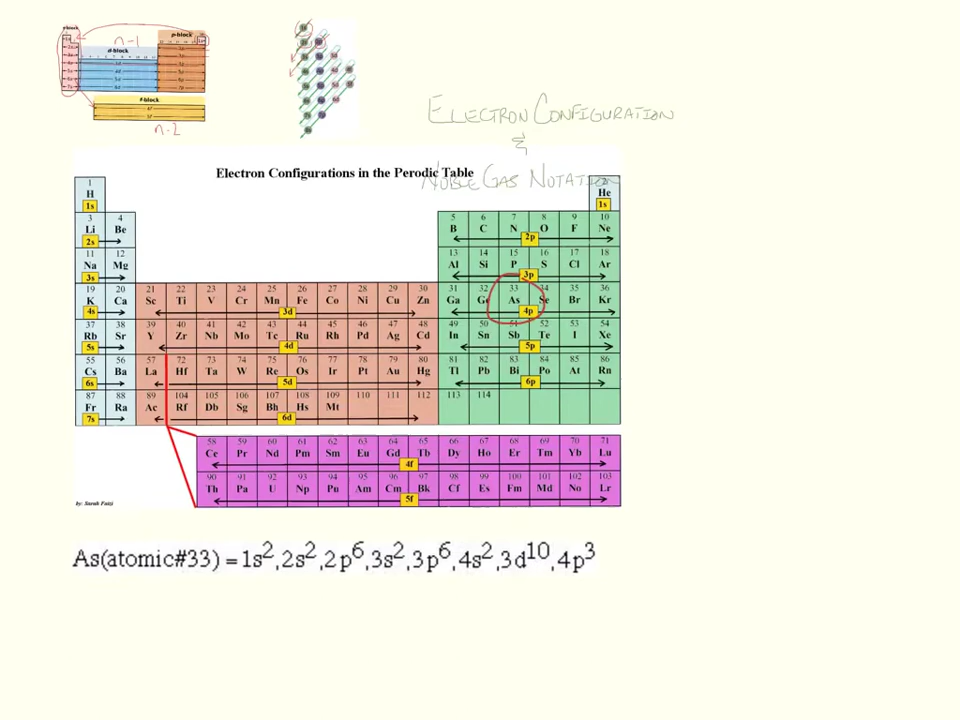 s-block
n-1
p-block
d-block
3d
4d
5d
6d
f-block
4f
5f
n-2
ELECTRON CONFIGURATION
&
NOBLE GAS NOTATION
Electron Configurations in the Periodic Table
1 2
H He
1s 1s
3 4 5 6 7 8 9 10
Li Be B C N O F Ne
2s 2p
11 12 13 14 15 16 17 18
Na Mg Al Si P S Cl Ar
3s 3p
19 20 21 22 23 24 25 26 27 28 29 30 31 32 33 34 35 36
K Ca Sc Ti V Cr Mn Fe Co Ni Cu Zn Ga Ge As Se Br Kr
4s 3d 4p
37 38 39 40 41 42 43 44 45 46 47 48 49 50 51 52 53 54
Rb Sr Y Zr Nb Mo Tc Ru Rh Pd Ag Cd In Sn Sb Te I Xe
5s 4d 5p
55 56 57 72 73 74 75 76 77 78 79 80 81 82 83 84 85 86
Cs Ba La Hf Ta W Re Os Ir Pt Au Hg Tl Pb Bi Po At Rn
6s 5d 6p
87 88 89 104 105 106 107 108 109 110 111 112 113 114
Fr Ra Ac Rf Db Sg Bh Hs Mt
7s 6d
58 59 60 61 62 63 64 65 66 67 68 69 70 71
Ce Pr Nd Pm Sm Eu Gd Tb Dy Ho Er Tm Yb Lu
4f
90 91 92 93 94 95 96 97 98 99 100 101 102 103
Th Pa U Np Pu Am Cm Bk Cf Es Fm Md No Lr
5f
by: Sarah Faizi
As(atomic#33) = 1s²,2s²,2p⁶,3s²,3p⁶,4s²,3d¹⁰,4p³